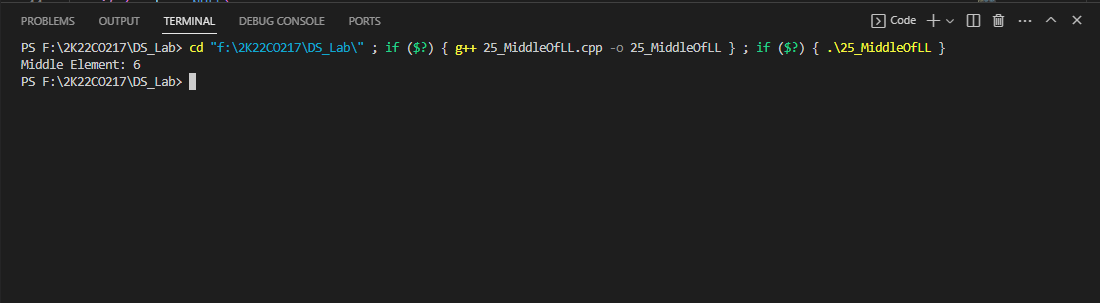 PROBLEMS OUTPUT TERMINAL DEBUG CONSOLE PORTS Code
PS F:\2K22CO217\DS_Lab> cd "f:\2K22CO217\DS_Lab\" ; if ($?) { g++ 25_MiddleOfLL.cpp -o 25_MiddleOfLL } ; if ($?) { .\25_MiddleOfLL }
Middle Element: 6
PS F:\2K22CO217\DS_Lab>